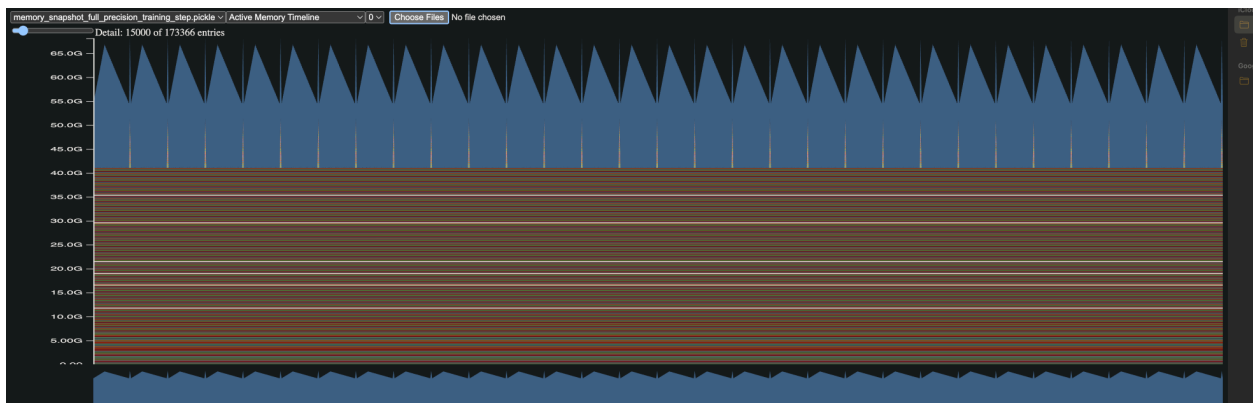 memory_snapshot_full_precision_training_step.pickle Active Memory Timeline 0 Choose Files No file chosen
Detail: 15000 of 173366 entries
65.0G
60.0G
55.0G
50.0G
45.0G
40.0G
35.0G
30.0G
25.0G
20.0G
15.0G
10.0G
5.00G